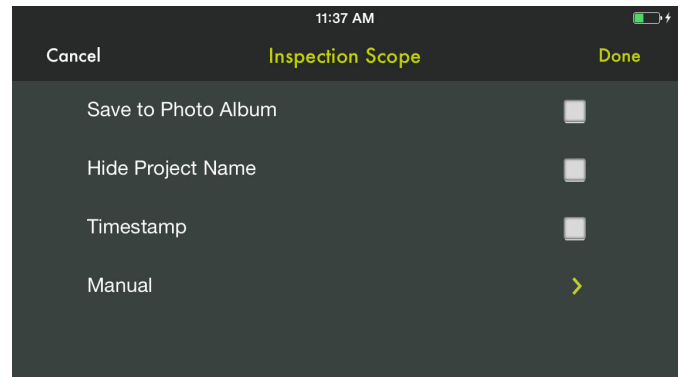 11:37 AM
Cancel Inspection Scope Done
Save to Photo Album
Hide Project Name
Timestamp
Manual